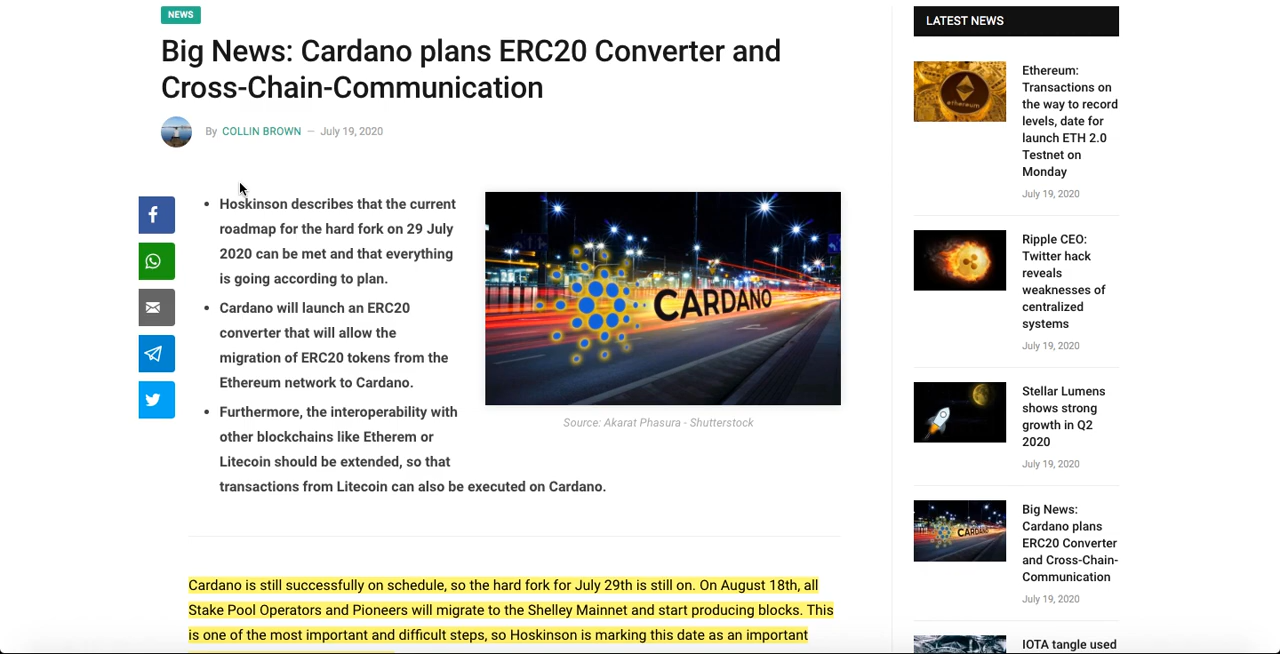 NEWS
Big News: Cardano plans ERC20 Converter and
Cross-Chain-Communication
By COLLIN BROWN — July 19, 2020
• Hoskinson describes that the current
roadmap for the hard fork on 29 July
2020 can be met and that everything
is going according to plan.
• Cardano will launch an ERC20
converter that will allow the
migration of ERC20 tokens from the
Ethereum network to Cardano.
• Furthermore, the interoperability with
other blockchains like Etherem or
Litecoin should be extended, so that
transactions from Litecoin can also be executed on Cardano.
CARDANO
Source: Akarat Phasura - Shutterstock
Cardano is still successfully on schedule, so the hard fork for July 29th is still on. On August 18th, all
Stake Pool Operators and Pioneers will migrate to the Shelley Mainnet and start producing blocks. This
is one of the most important and difficult steps, so Hoskinson is marking this date as an important
LATEST NEWS
ethereum
Ethereum:
Transactions on
the way to record
levels, date for
launch ETH 2.0
Testnet on
Monday
July 19, 2020
Ripple CEO:
Twitter hack
reveals
weaknesses of
centralized
systems
July 19, 2020
Stellar Lumens
shows strong
growth in Q2
2020
July 19, 2020
CARDANO
Big News:
Cardano plans
ERC20 Converter
and Cross-Chain-
Communication
July 19, 2020
IOTA tangle used